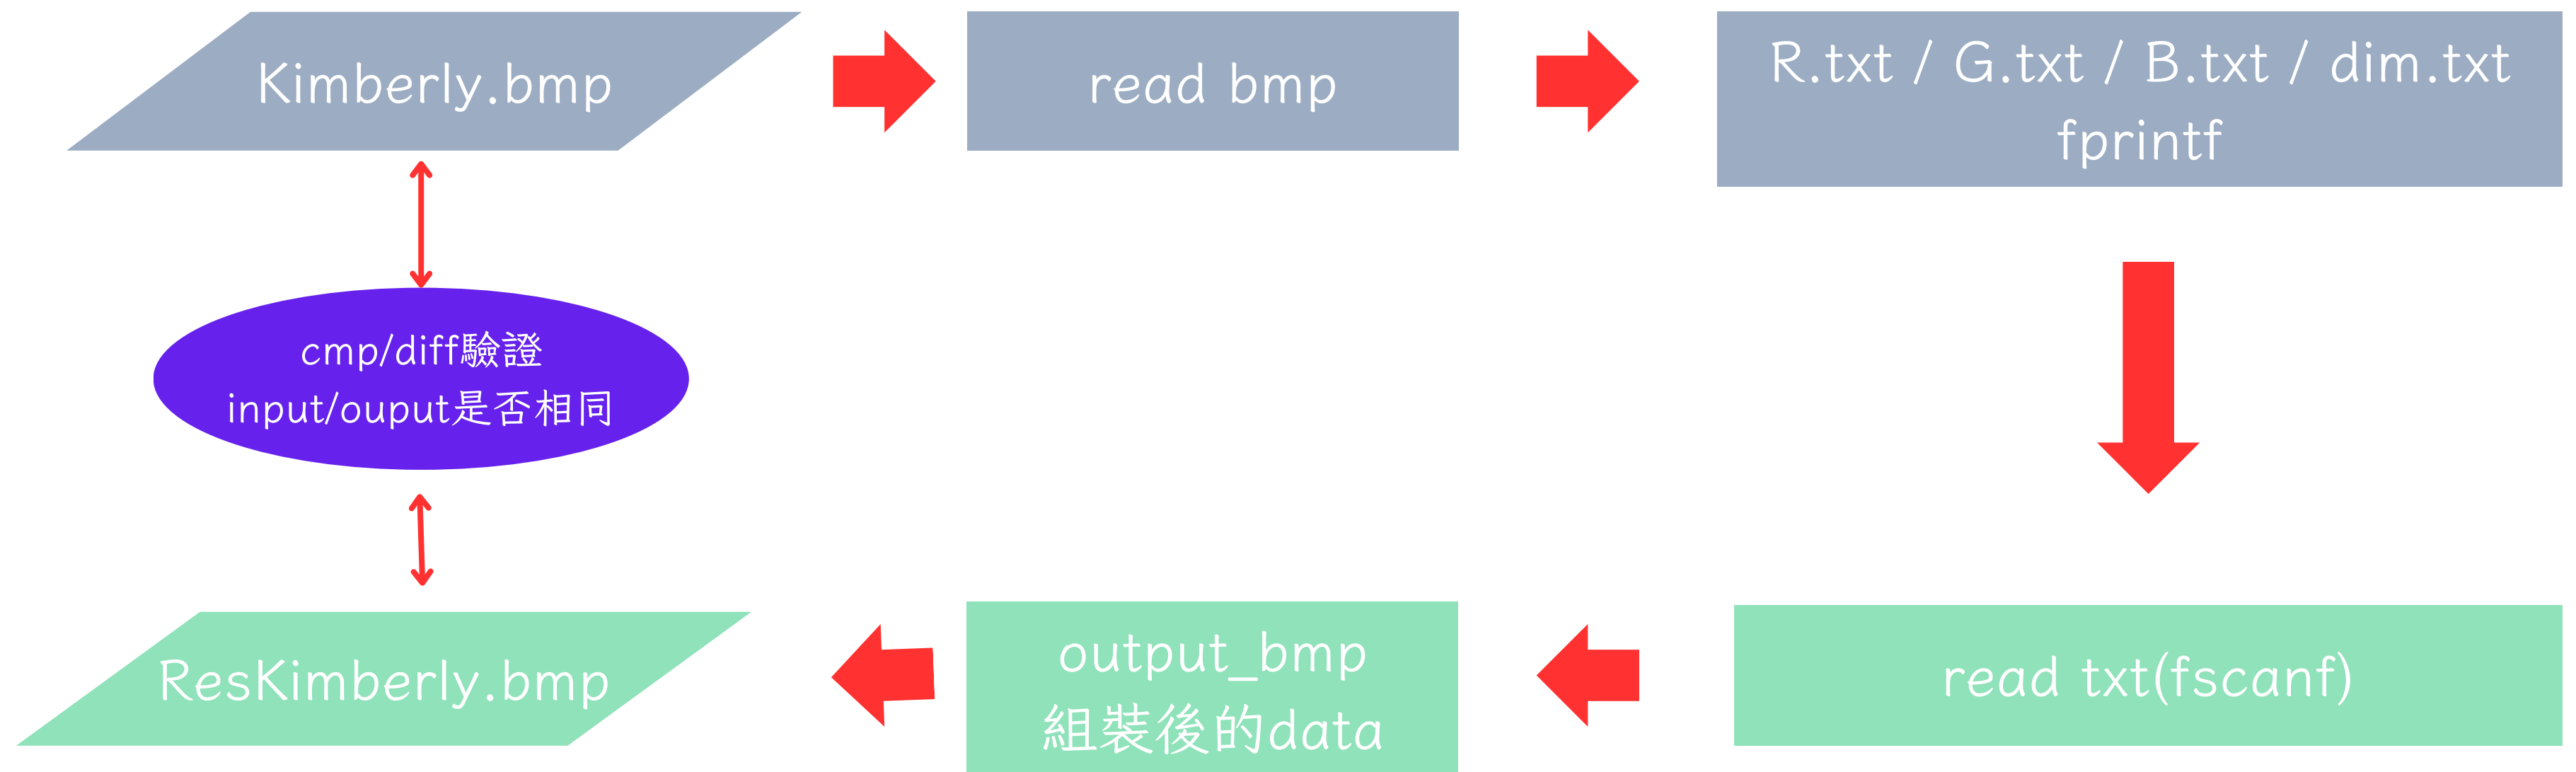 Kimberly.bmp
read bmp
R.txt / G.txt / B.txt / dim.txt
fprintf
cmp/diff驗證
input/ouput是否相同
ResKimberly.bmp
output_bmp
組裝後的data
read txt(fscanf)